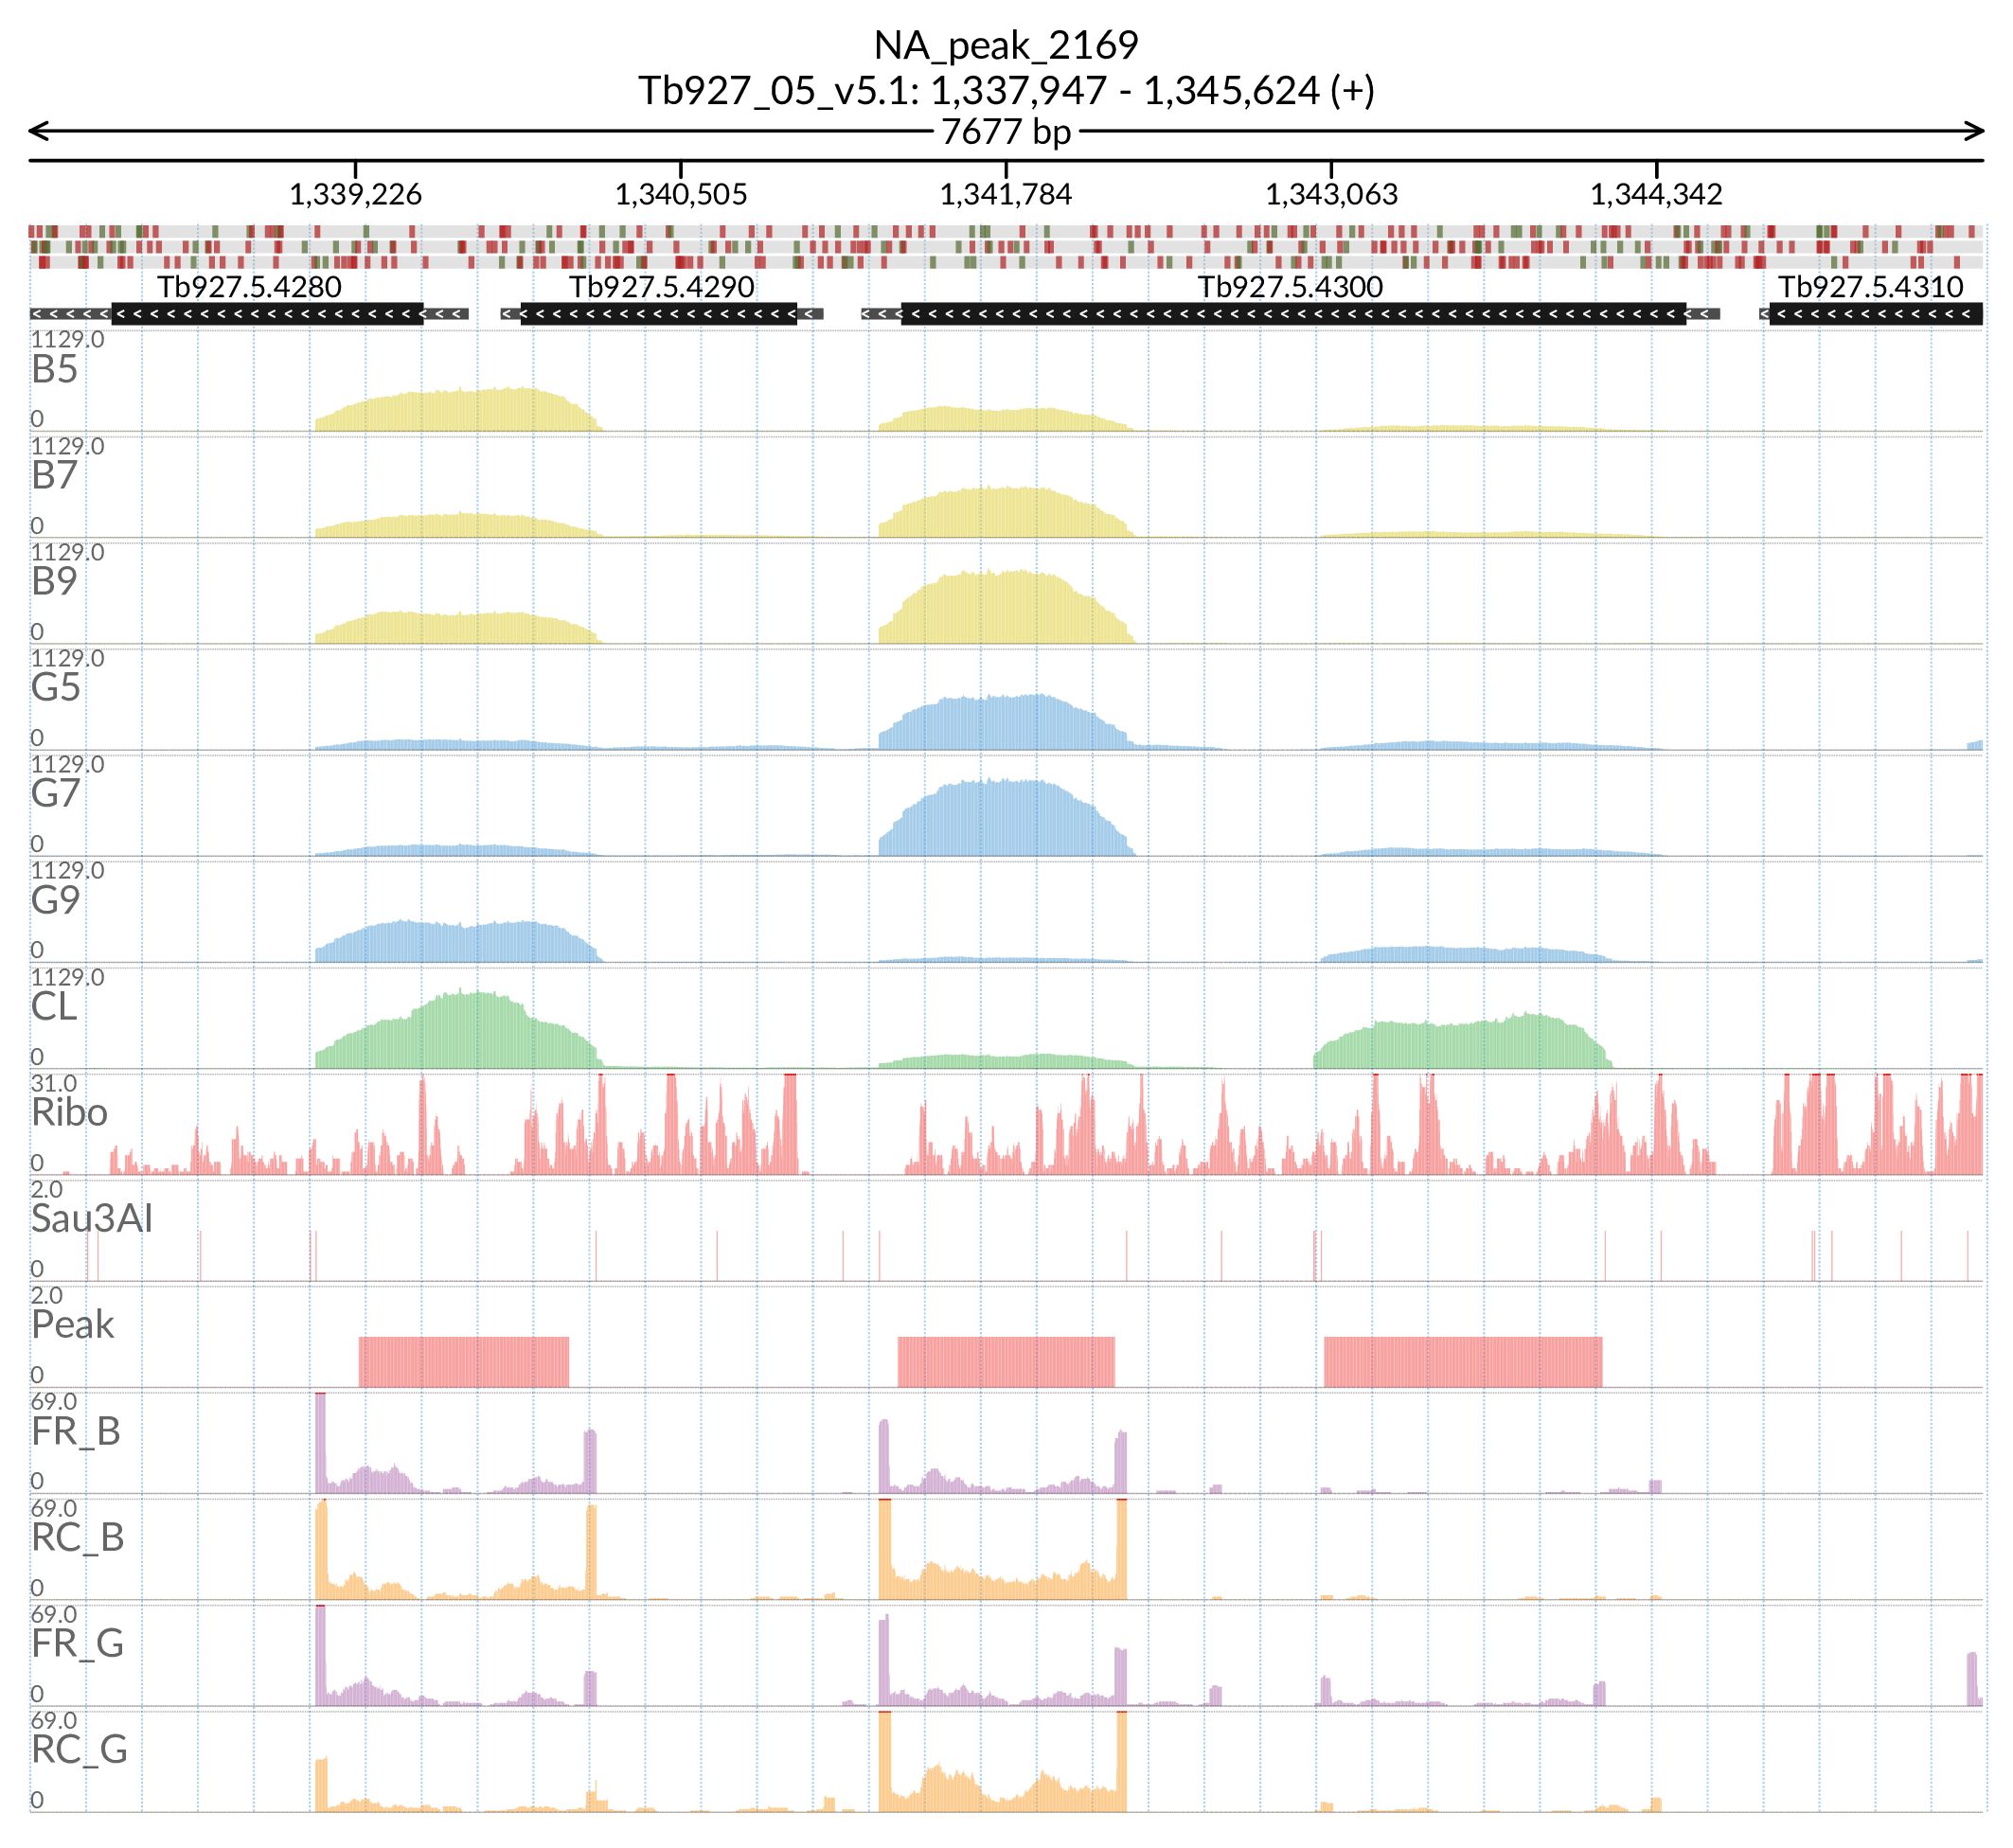 NA_peak_2169
Tb927_05_v5.1: 1,337,947 - 1,345,624 (+)
7677 bp
1,339,226 1,340,505 1,341,784 1,343,063 1,344,342
Tb927.5.4280 Tb927.5.4290 Tb927.5.4300 Tb927.5.4310
1129.0
B5
0
1129.0
B7
0
1129.0
B9
0
1129.0
G5
0
1129.0
G7
0
1129.0
G9
0
1129.0
CL
0
31.0
Ribo
0
2.0
Sau3AI
0
2.0
Peak
0
69.0
FR_B
0
69.0
RC_B
0
69.0
FR_G
0
69.0
RC_G
0